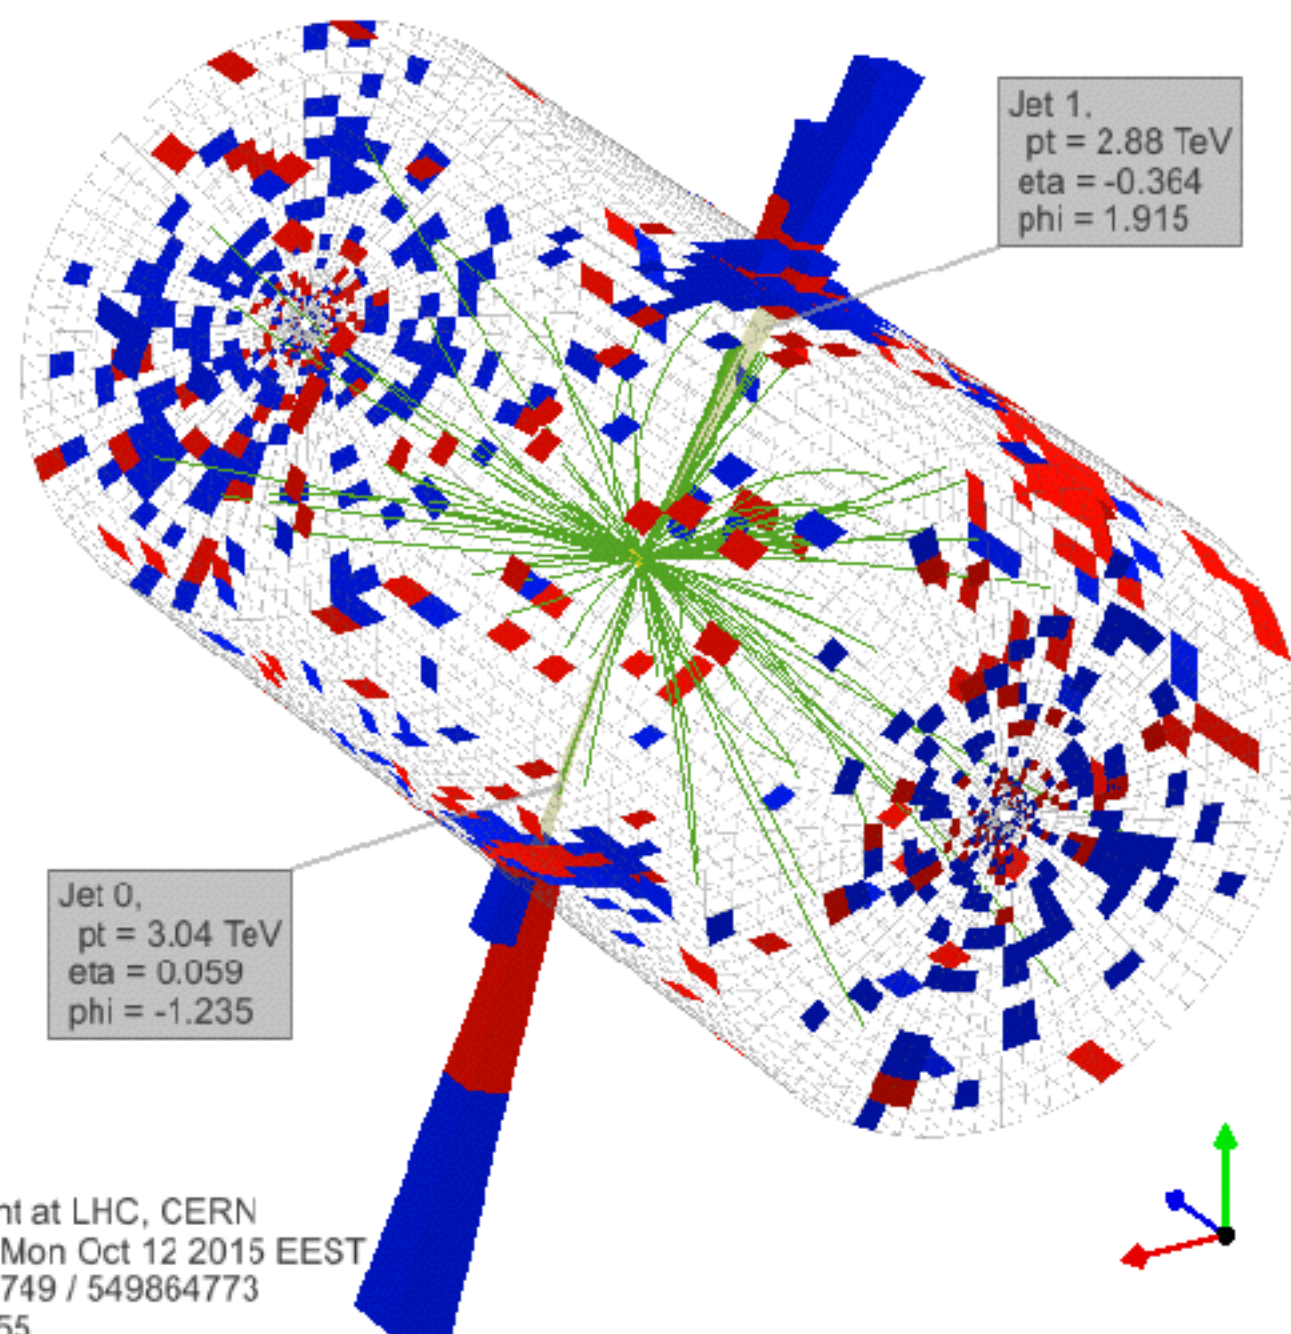 Jet 1,
pt = 2.88 TeV
eta = -0.364
phi = 1.915
Jet 0,
pt = 3.04 TeV
eta = 0.059
phi = -1.235
at LHC, CERN
Mon Oct 12 2015 EEST
749 / 549864773
55